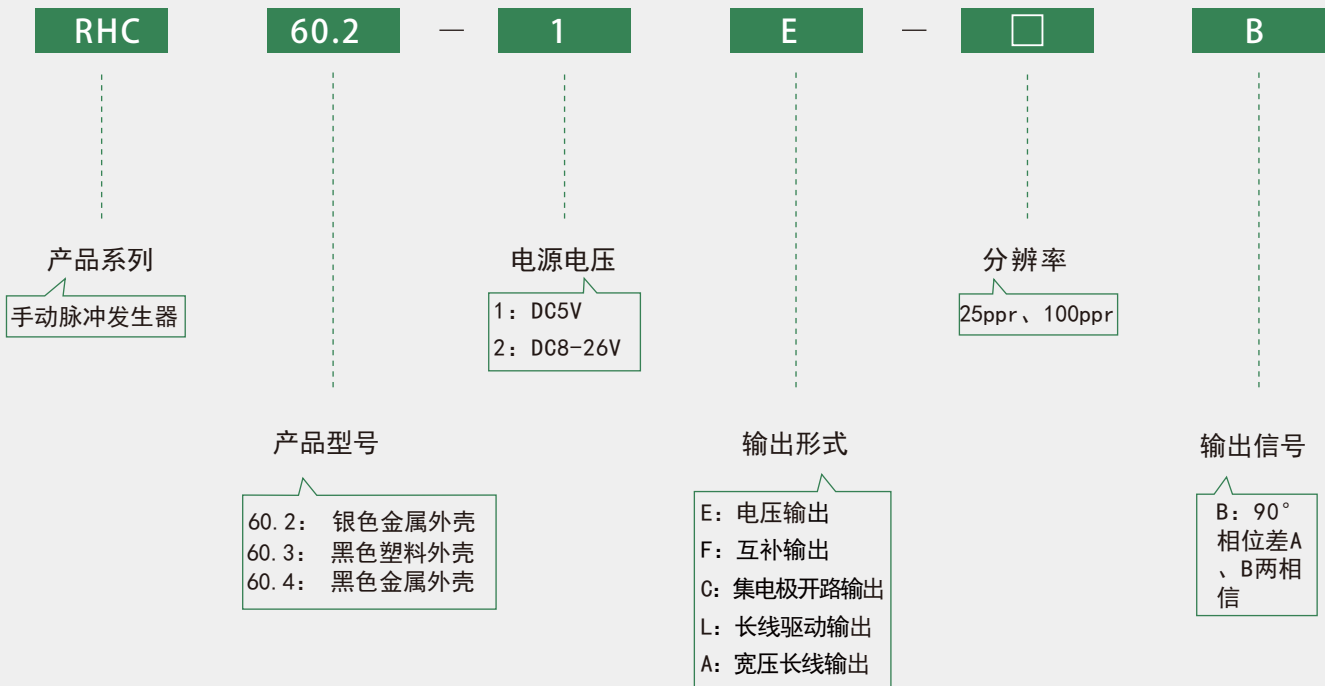 RHC 60.2 — 1 E — □ B
产品系列
手动脉冲发生器
电源电压
1: DC5V
2: DC8-26V
分辨率
25ppr、100ppr
产品型号
60.2: 银色金属外壳
60.3: 黑色塑料外壳
60.4: 黑色金属外壳
输出形式
E: 电压输出
F: 互补输出
C: 集电极开路输出
L: 长线驱动输出
A: 宽压长线输出
输出信号
B: 90°
相位差A
、B两相
信